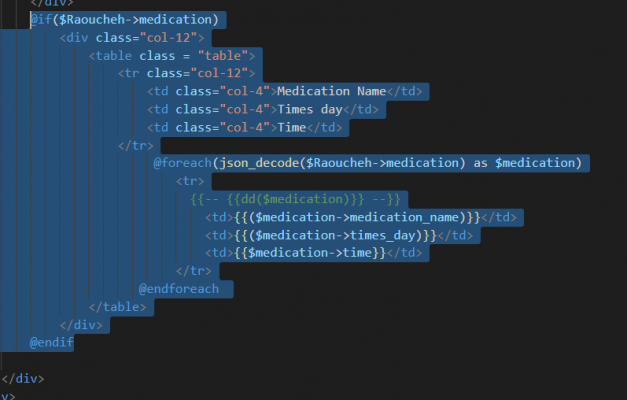 </div>
@if($Raoucheh->medication)
<div class="col-12">
<table class = "table">
<tr class="col-12">
<td class="col-4">Medication Name</td>
<td class="col-4">Times day</td>
<td class="col-4">Time</td>
</tr>
@foreach(json_decode($Raoucheh->medication) as $medication)
<tr>
{{-- {{dd($medication)}} --}}
<td>{{($medication->medication_name)}}</td>
<td>{{($medication->times_day)}}</td>
<td>{{$medication->time}}</td>
</tr>
@endforeach
</table>
</div>
@endif
</div>
v>